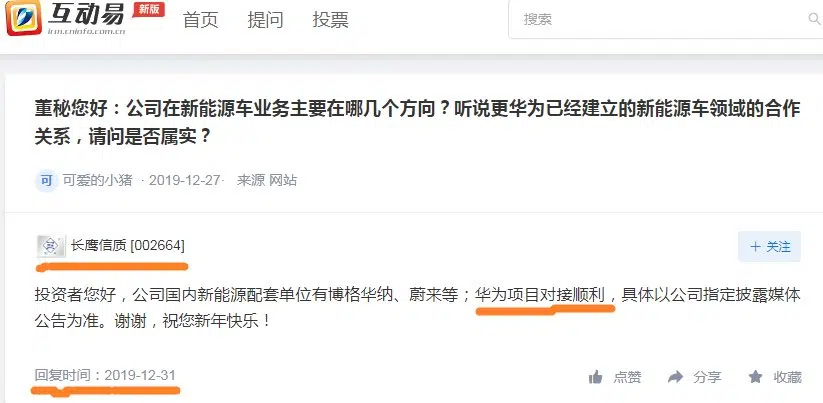 互动易 新版
irm.cninfo.com.cn
首页 提问 投票 搜索
董秘您好：公司在新能源车业务主要在哪几个方向？听说更华为已经建立的新能源车领域的合作
关系，请问是否属实？
可 可爱的小猪 · 2019-12-27· 来源 网站
长鹰信质 [002664]
＋关注
投资者您好，公司国内新能源配套单位有博格华纳、蔚来等；华为项目对接顺利，具体以公司指定披露媒体
公告为准。谢谢，祝您新年快乐！
回复时间：2019-12-31 点赞 分享 收藏